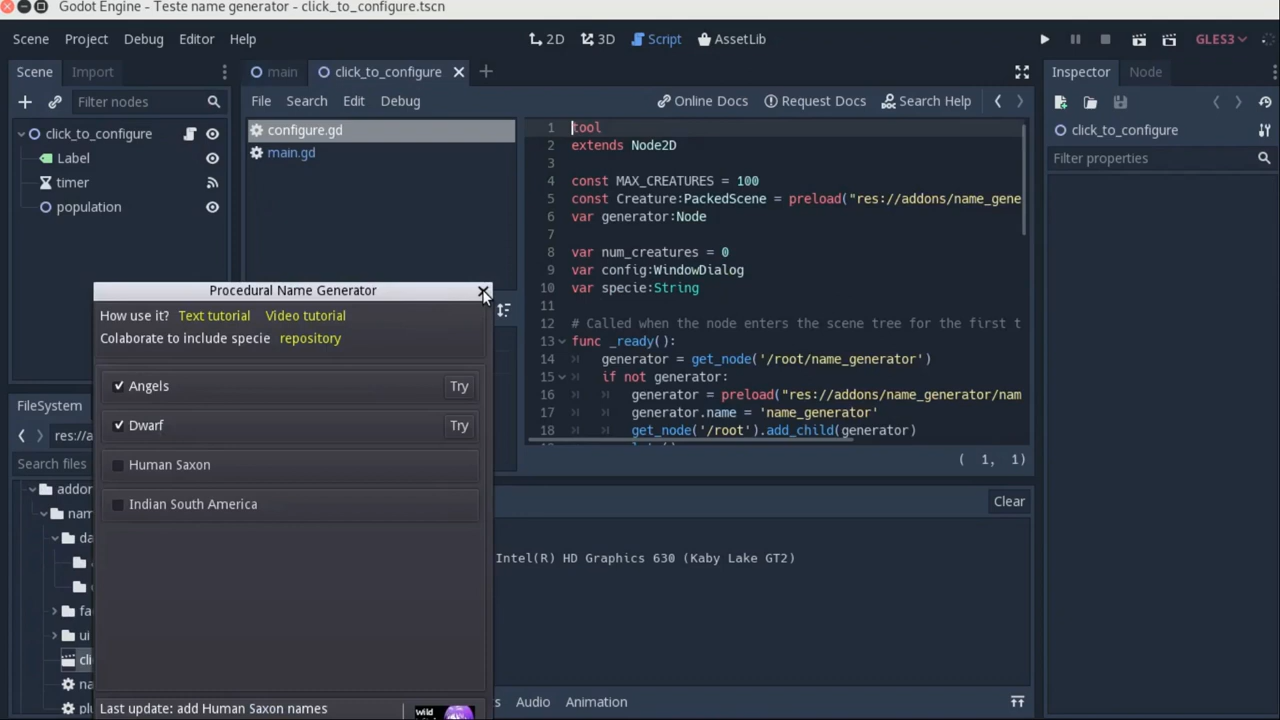 Godot Engine - Teste name generator - click_to_configure.tscn
Scene Project Debug Editor Help
2D 3D Script AssetLib
GLES3
Scene Import
main click_to_configure
Inspector Node
Filter nodes
File Search Edit Debug
Online Docs Request Docs Search Help
click_to_configure
Label
timer
population
configure.gd
main.gd
1 tool
2 extends Node2D
3
4 const MAX_CREATURES = 100
5 const Creature:PackedScene = preload("res://addons/name_gene
6 var generator:Node
7
8 var num_creatures = 0
9 var config:WindowDialog
10 var specie:String
11
12 # Called when the node enters the scene tree for the first t
13 func _ready():
14 generator = get_node('/root/name_generator')
15 if not generator:
16 generator = preload("res://addons/name_generator/nam
17 generator.name = 'name_generator'
18 get_node('/root').add_child(generator)
( 1, 1)
click_to_configure
Filter properties
Procedural Name Generator
How use it? Text tutorial Video tutorial
Colaborate to include specie repository
Angels Try
Dwarf Try
Human Saxon
Indian South America
Last update: add Human Saxon names
wild
FileSystem
res://a
Search files
addor
nam
da
fa
ui
cli
na
Clear
Intel(R) HD Graphics 630 (Kaby Lake GT2)
s Audio Animation